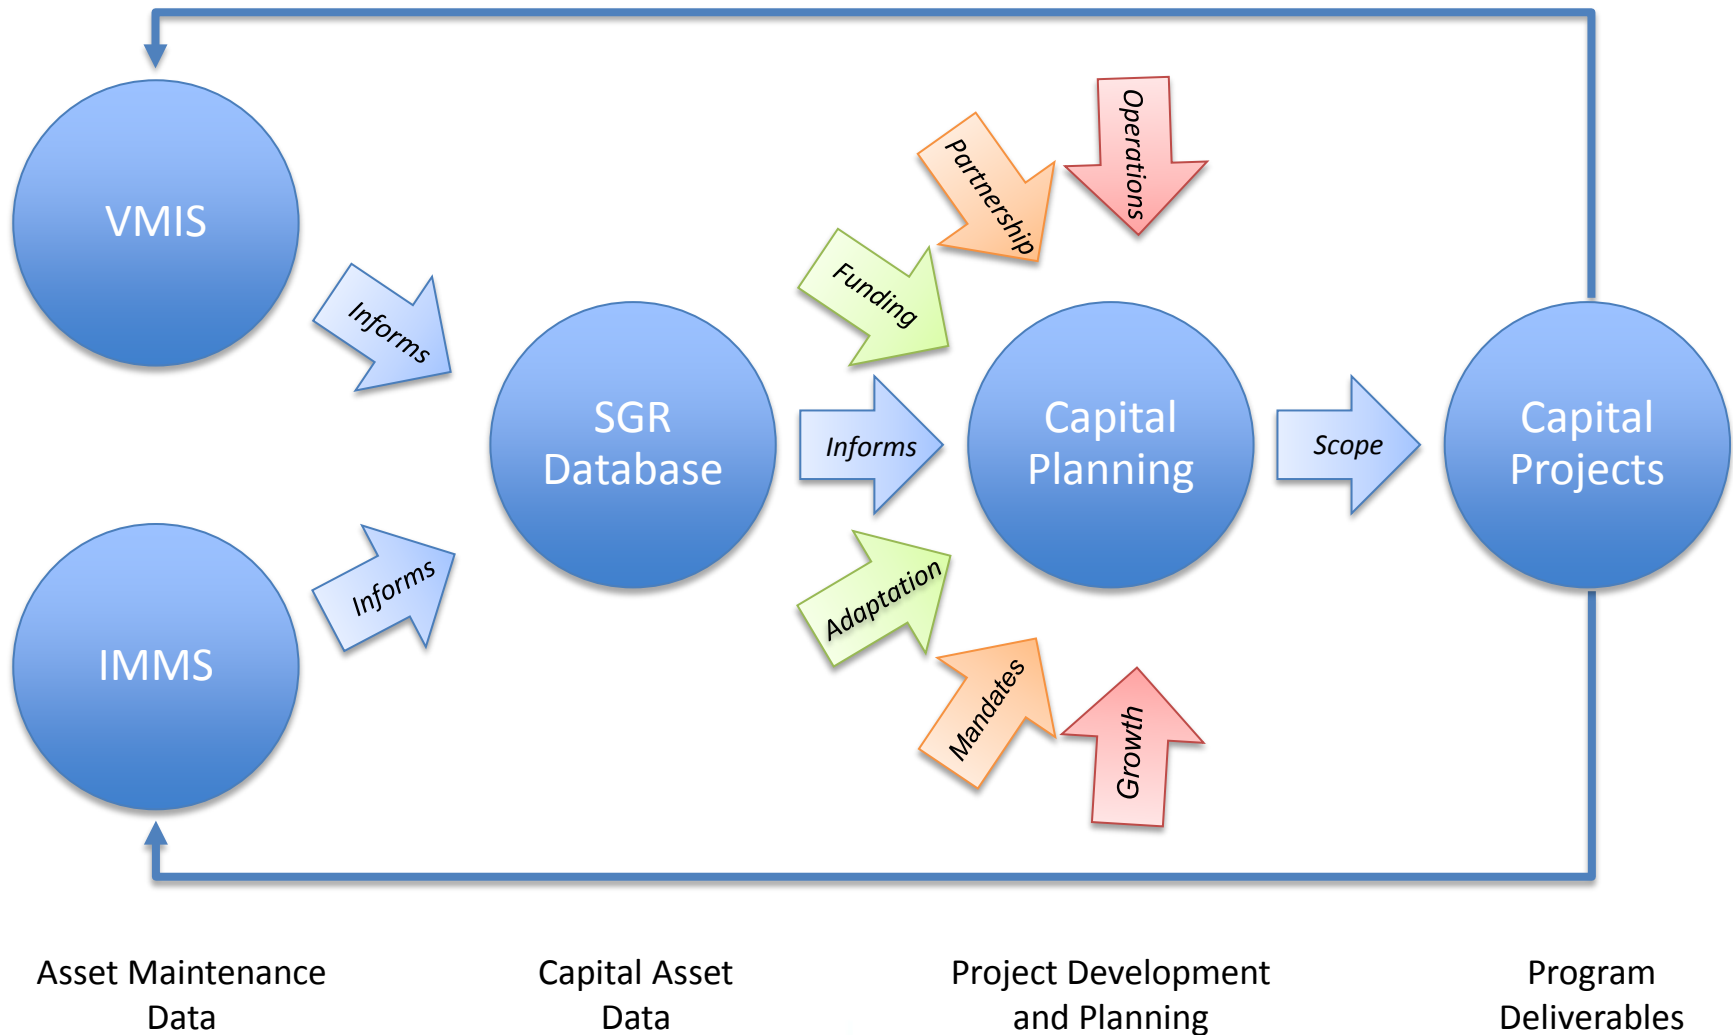 VMIS
IMMS
Informs
Informs
SGR
Database
Funding
Partnership
Operations
Informs
Adaptation
Mandates
Growth
Capital
Planning
Scope
Capital
Projects
Asset Maintenance
Data
Capital Asset
Data
Project Development
and Planning
Program
Deliverables